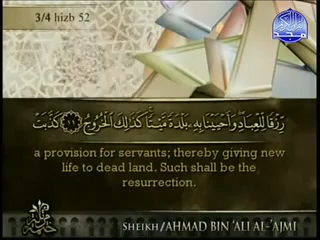 3/4 hizb 52
مجد
رِّزْقًا لِّلْعِبَادِ وَأَحْيَيْنَا بِهِ بَلْدَةً مَّيْتًا كَذَٰلِكَ الْخُرُوجُ ١١ كَذَّبَتْ
a provision for servants; thereby giving new
life to dead land. Such shall be the
resurrection.
SHEIKH/AHMAD BIN 'ALI AL-'AJMI